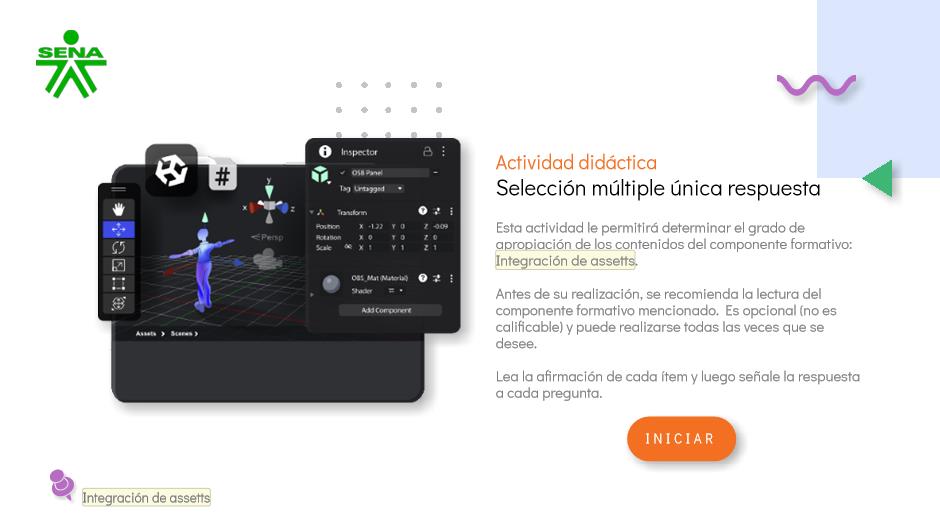 SENA
Inspector
OSB Panel
Tag Untagged
Transform
Position X -1.22 Y 0 Z -0.09
Rotation X 0 Y 0 Z 0
Scale X 1 Y 1 Z 1
OBS_Mat (Material)
Shader
Add Component
#
y
x z
Persp
Assets > Scenes >
Actividad didáctica
Selección múltiple única respuesta
Esta actividad le permitirá determinar el grado de
apropiación de los contenidos del componente formativo:
Integración de assetts.
Antes de su realización, se recomienda la lectura del
componente formativo mencionado. Es opcional (no es
calificable) y puede realizarse todas las veces que se
desee.
Lea la afirmación de cada ítem y luego señale la respuesta
a cada pregunta.
INICIAR
Integración de assetts